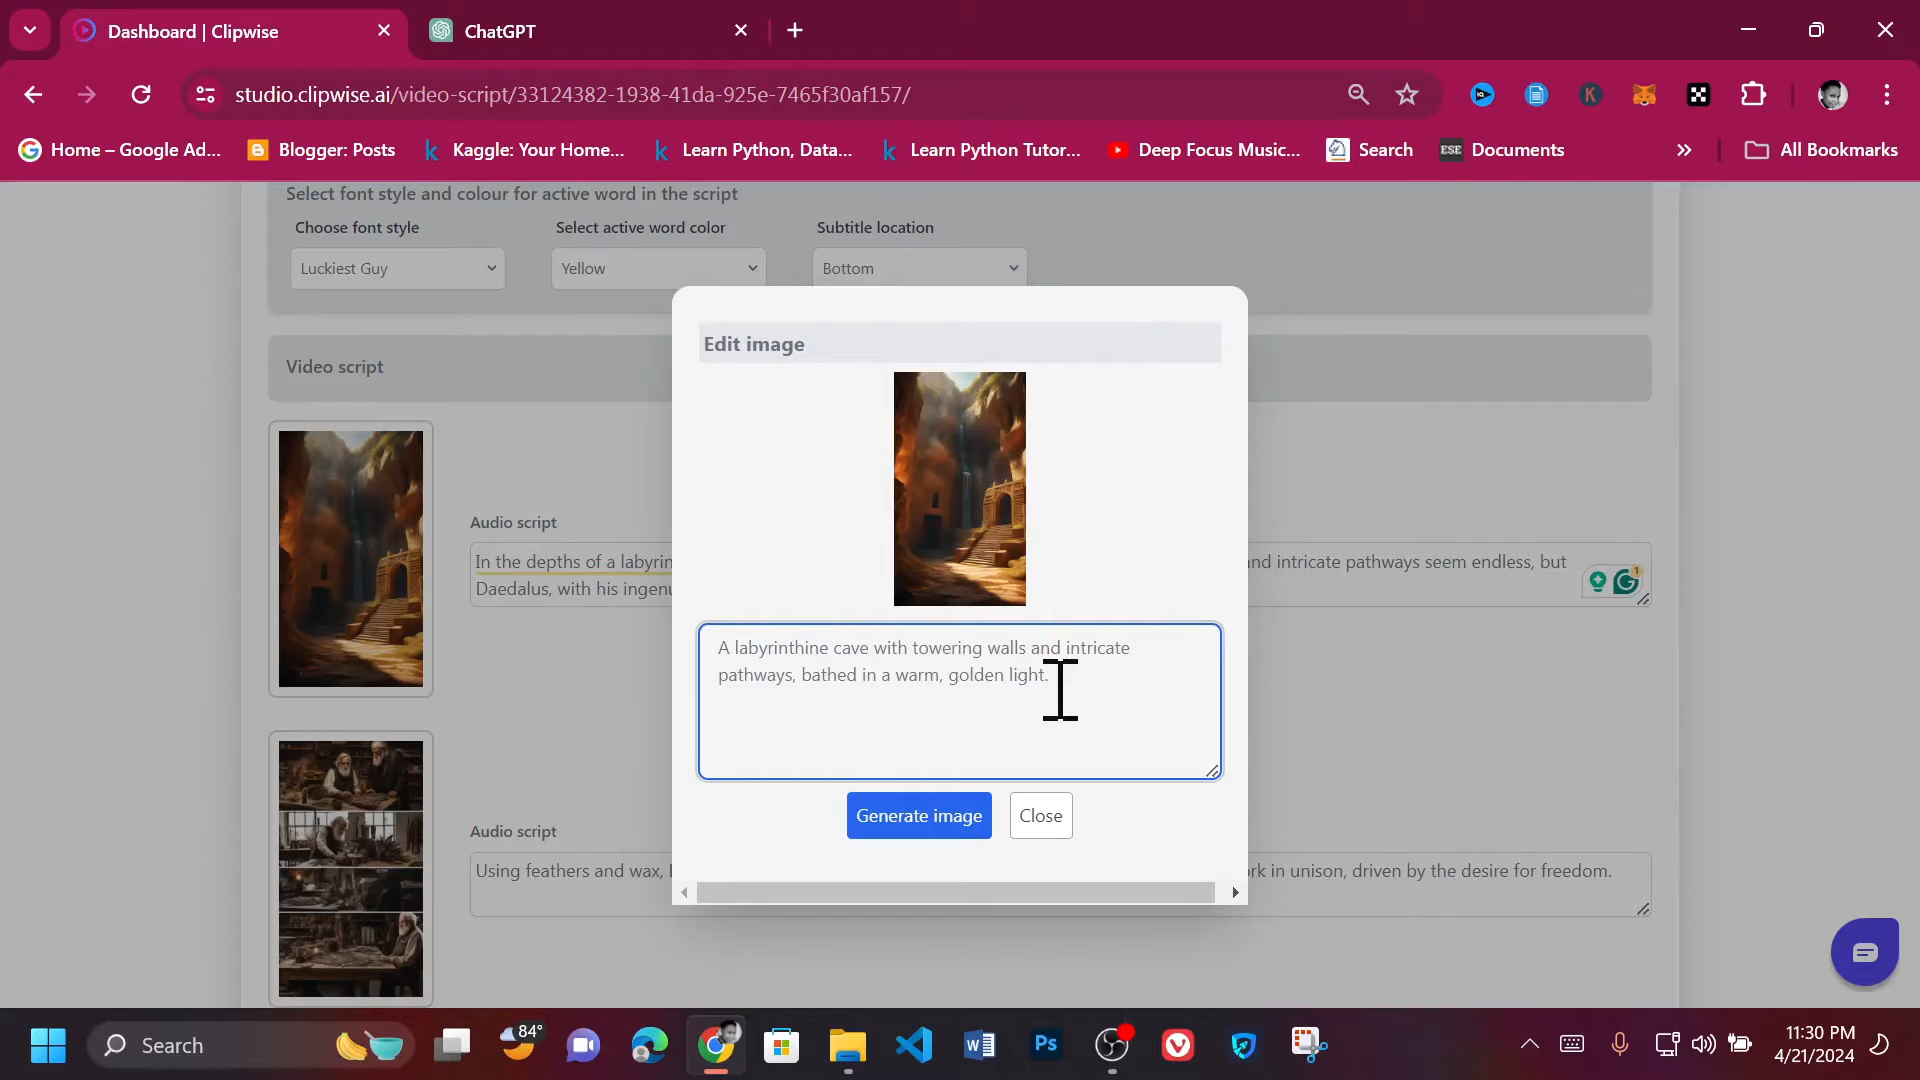 Dashboard | Clipwise
ChatGPT
studio.clipwise.ai/video-script/33124382-1938-41da-925e-7465f30af157/
Home – Google Ad...
Blogger: Posts
Kaggle: Your Home...
Learn Python, Data...
Learn Python Tutor...
Deep Focus Music...
Search
ESE Documents
All Bookmarks
Select font style and colour for active word in the script
Choose font style
Select active word color
Subtitle location
Luckiest Guy
Yellow
Bottom
Edit image
Video script
Audio script
In the depths of a labyrin
nd intricate pathways seem endless, but
Daedalus, with his ingenu
1
A labyrinthine cave with towering walls and intricate
pathways, bathed in a warm, golden light.
Generate image
Close
Audio script
Using feathers and wax,
rk in unison, driven by the desire for freedom.
Search
84°
Ps
11:30 PM
4/21/2024